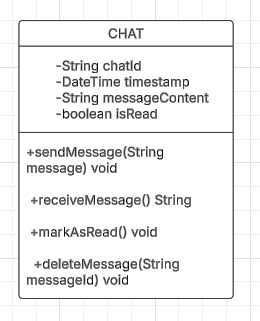 CHAT
-String chatId
-DateTime timestamp
-String messageContent
-boolean isRead
+sendMessage(String
message) void
+receiveMessage() String
+markAsRead() void
+deleteMessage(String
messageId) void